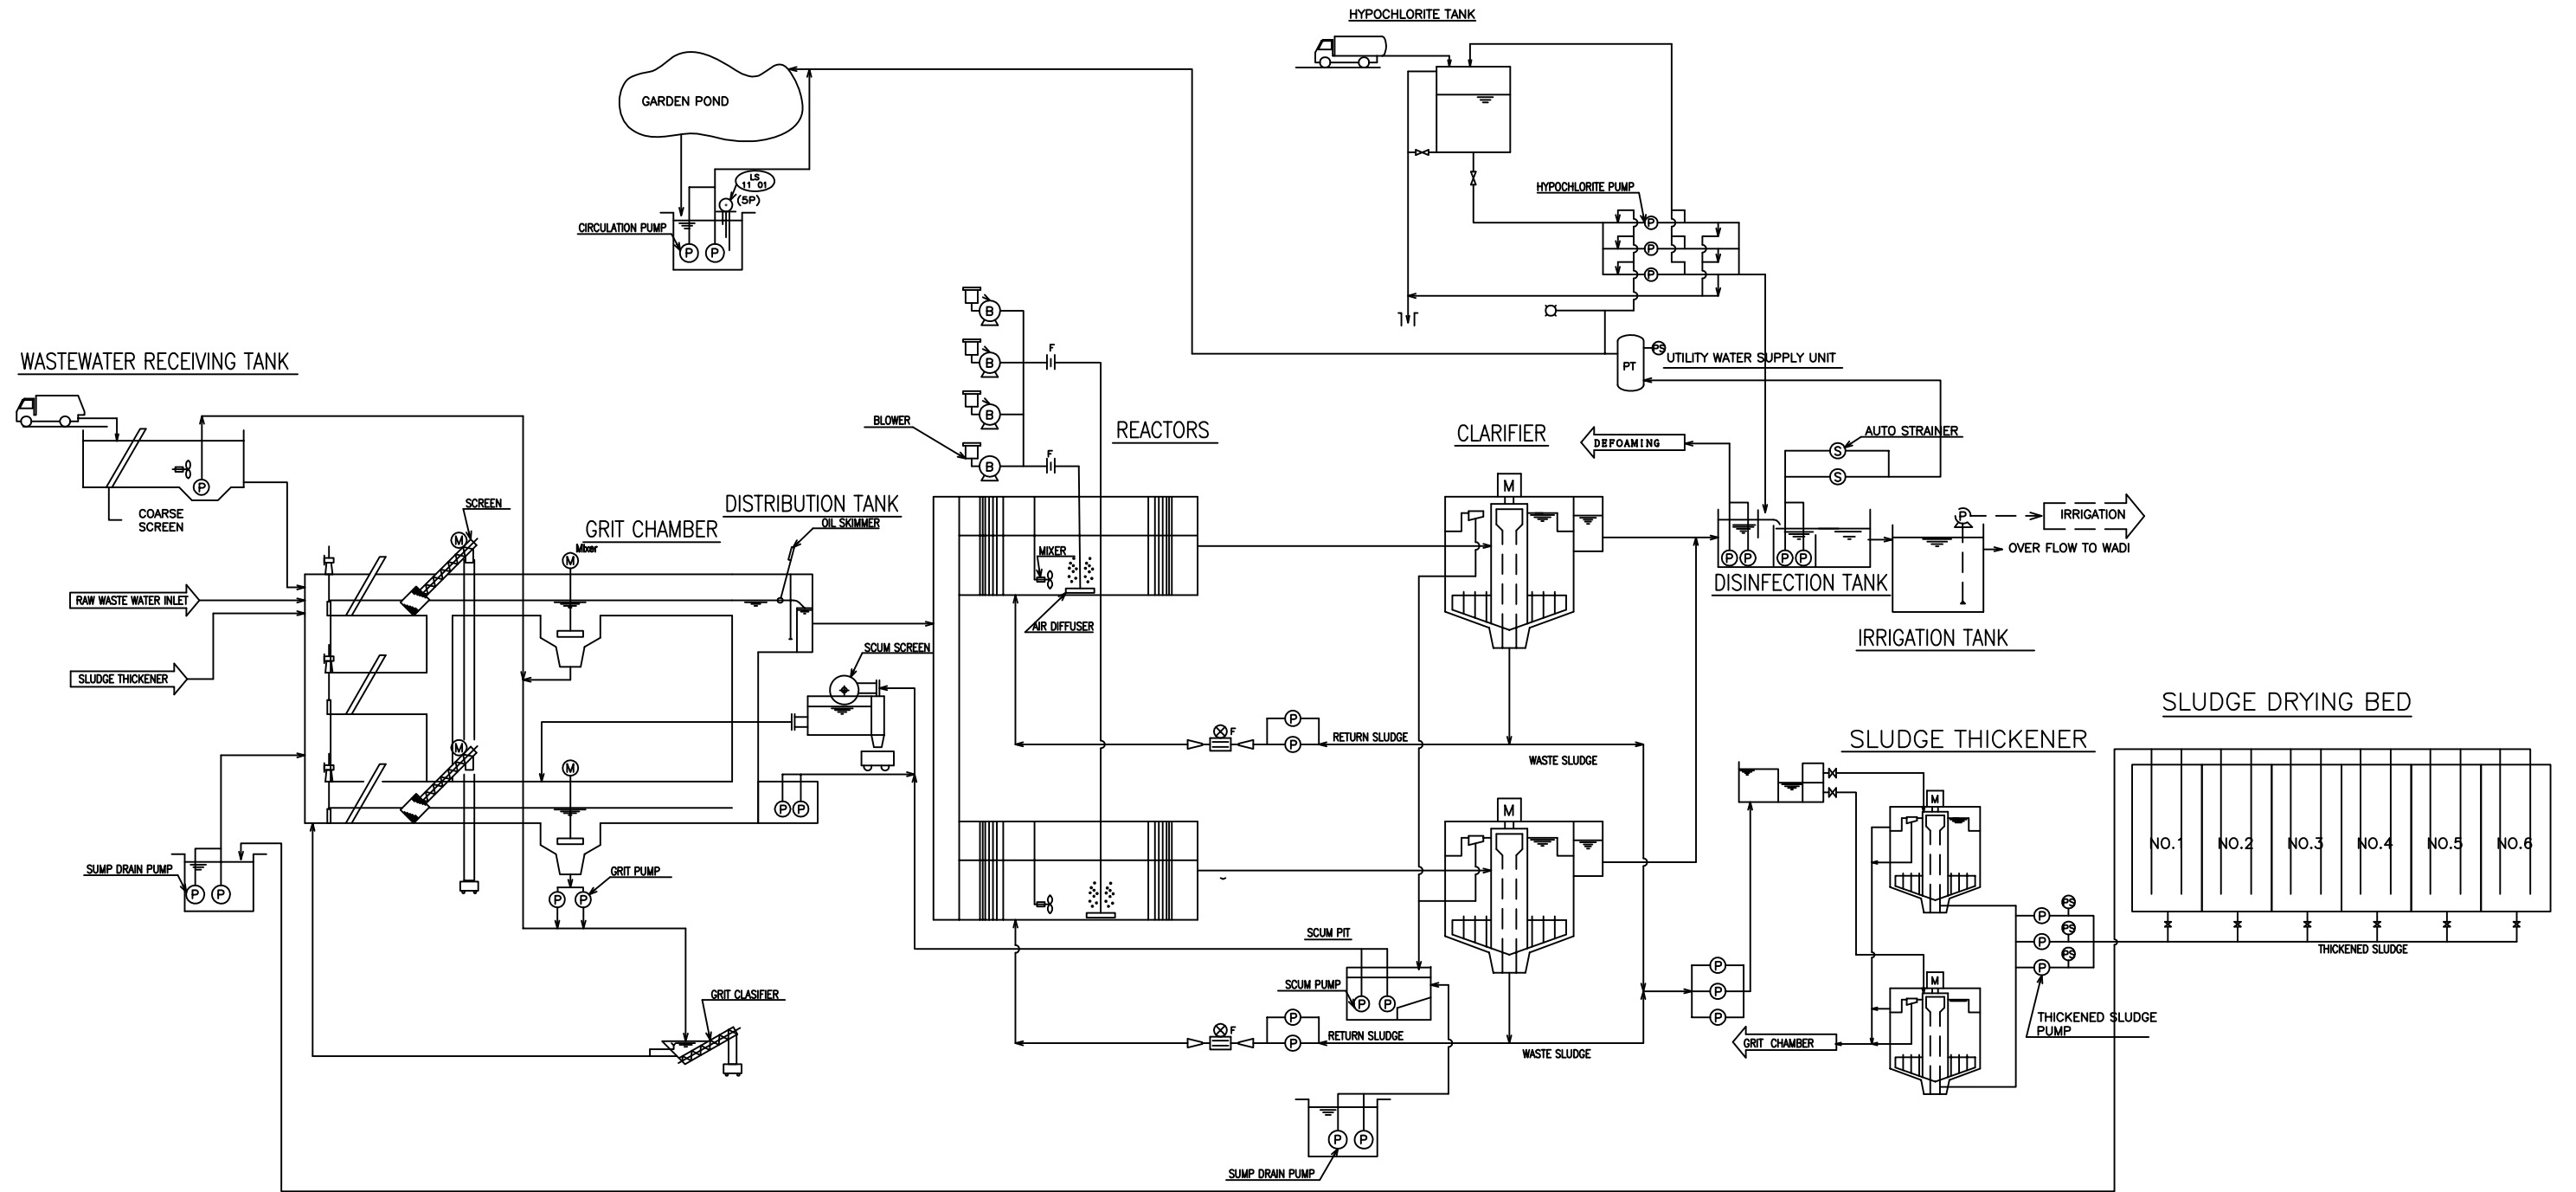 HYPOCHLORITE TANK
GARDEN POND
LS
11 01
(5P)
HYPOCHLORITE PUMP
P
P
P
CIRCULATION PUMP
P
P
B
WASTEWATER RECEIVING TANK
B
F
PT
PS
UTILITY WATER SUPPLY UNIT
B
BLOWER
REACTORS
CLARIFIER
DEFOAMING
AUTO STRAINER
S
B
F
S
P
COARSE
SCREEN
SCREEN
DISTRIBUTION TANK
OIL SKIMMER
GRIT CHAMBER
M
M
Mixer
M
MIXER
P
P
P
P
P
IRRIGATION
OVER FLOW TO WADI
DISINFECTION TANK
RAW WASTE WATER INLET
AIR DIFFUSER
IRRIGATION TANK
SCUM SCREEN
SLUDGE THICKENER
SLUDGE DRYING BED
P
F
P
RETURN SLUDGE
WASTE SLUDGE
SLUDGE THICKENER
M
M
P
P
M
M
NO.1
NO.2
NO.3
NO.4
NO.5
NO.6
SUMP DRAIN PUMP
P
P
GRIT PUMP
P
P
SCUM PIT
P
PS
P
PS
P
PS
THICKENED SLUDGE
SCUM PUMP
P
P
P
P
P
M
GRIT CLASIFIER
THICKENED SLUDGE
PUMP
P
F
P
RETURN SLUDGE
WASTE SLUDGE
GRIT CHAMBER
P
P
SUMP DRAIN PUMP